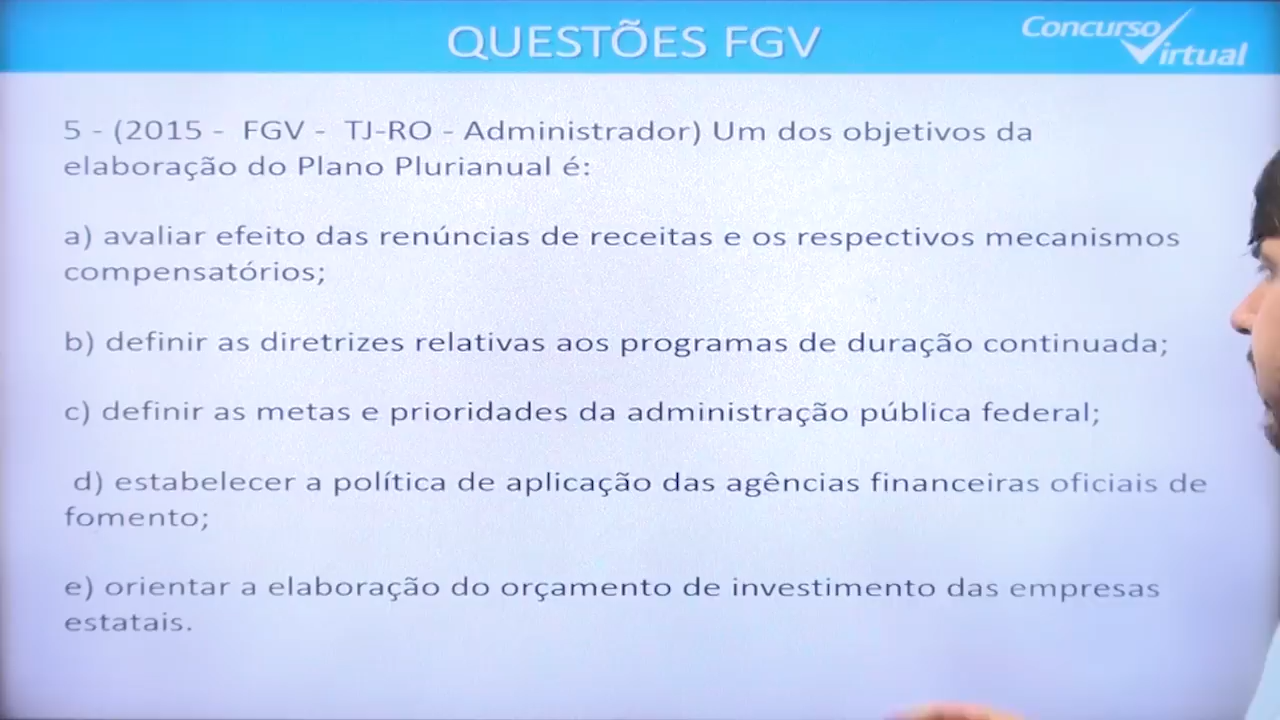 QUESTÕES FGV
Concurso Virtual
5 - (2015 - FGV - TJ-RO - Administrador) Um dos objetivos da
elaboração do Plano Plurianual é:
a) avaliar efeito das renúncias de receitas e os respectivos mecanismos
compensatórios;
b) definir as diretrizes relativas aos programas de duração continuada;
c) definir as metas e prioridades da administração pública federal;
d) estabelecer a política de aplicação das agências financeiras oficiais de
fomento;
e) orientar a elaboração do orçamento de investimento das empresas
estatais.